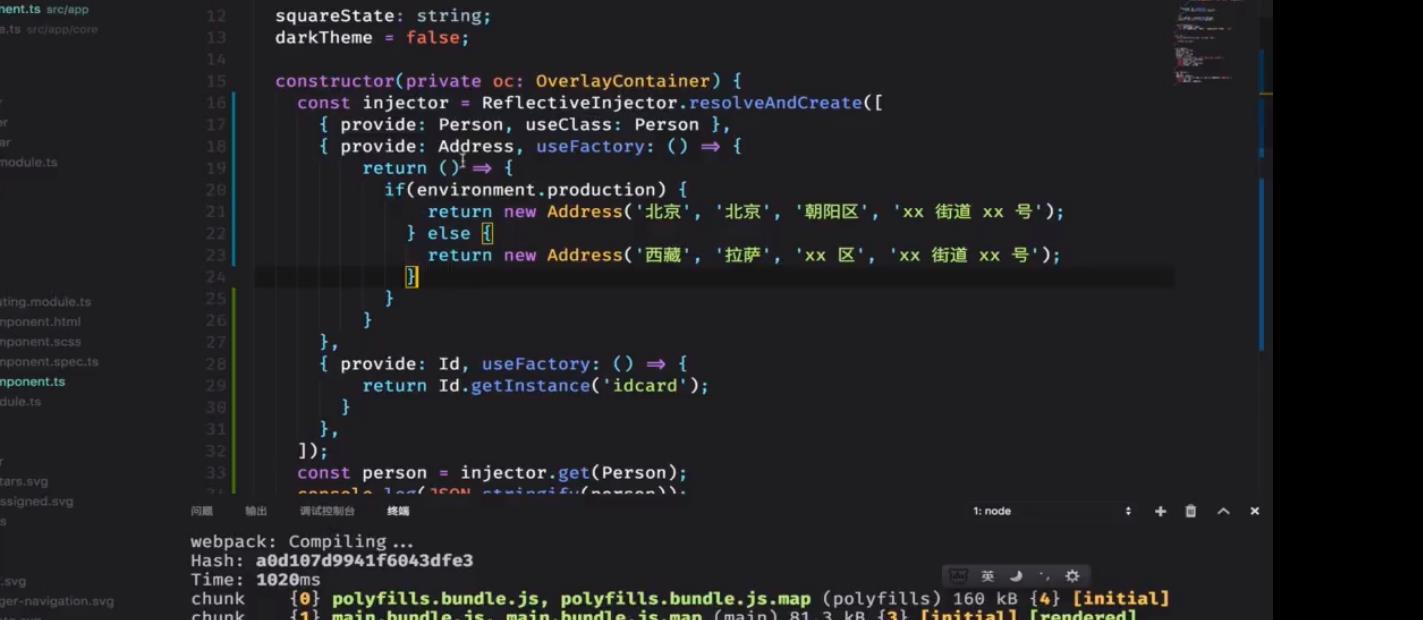 nent.ts src/app
e.ts src/app/core
er
ar
module.ts
uting.module.ts
mponent.html
mponent.scss
mponent.spec.ts
mponent.ts
dule.ts
r
tars.svg
assigned.svg
s
.svg
ger-navigation.svg
12 squareState: string;
13 darkTheme = false;
14
15 constructor(private oc: OverlayContainer) {
16 const injector = ReflectiveInjector.resolveAndCreate([
17 { provide: Person, useClass: Person },
18 { provide: Address, useFactory: () ⇒ {
19 return () ⇒ {
20 if(environment.production) {
21 return new Address('北京', '北京', '朝阳区', 'xx 街道 xx 号');
22 } else {
23 return new Address('西藏', '拉萨', 'xx 区', 'xx 街道 xx 号');
24 }
25 }
26 }
27 },
28 { provide: Id, useFactory: () ⇒ {
29 return Id.getInstance('idcard');
30 }
31 },
32 ]);
33 const person = injector.get(Person);
console.log(JSON.stringify(person));
问题 输出 调试控制台 终端 1: node
webpack: Compiling...
Hash: a0d107d9941f6043dfe3
Time: 1020ms
英
chunk {0} polyfills.bundle.js, polyfills.bundle.js.map (polyfills) 160 kB {4} [initial]
chunk {1} main.bundle.js, main.bundle.js.map (main) 81.3 kB {3} [initial] [rendered]